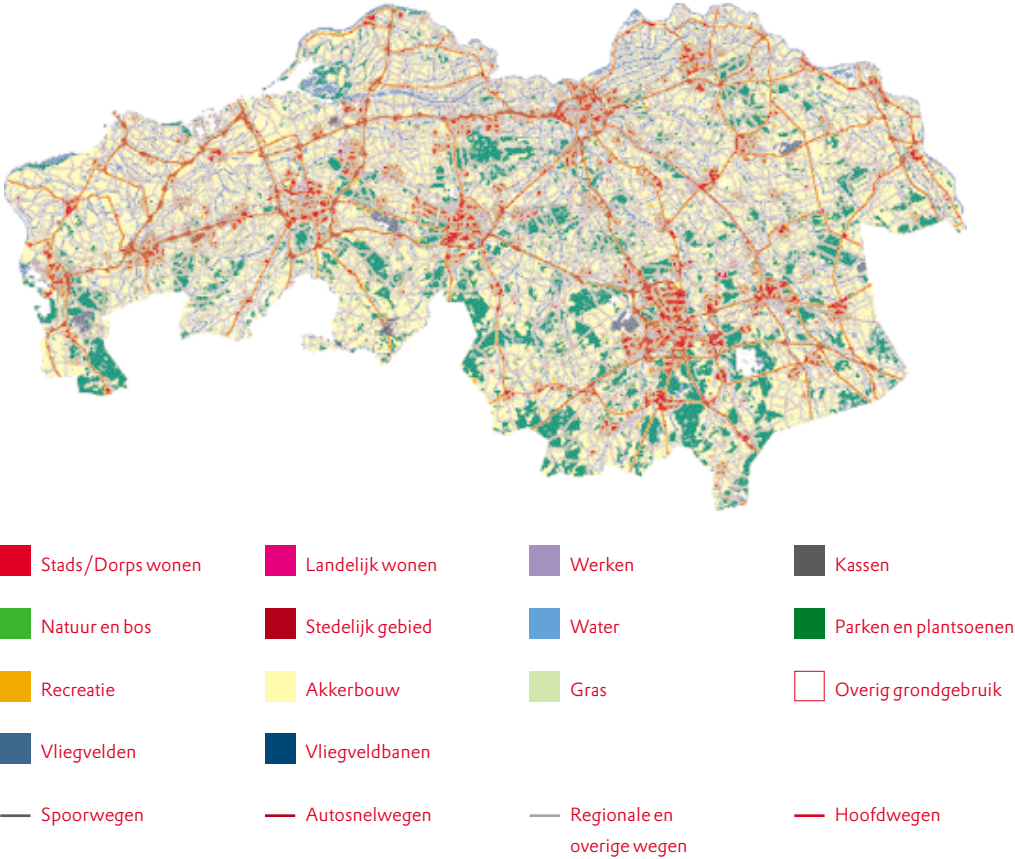 Stads/Dorps wonen
Landelijk wonen
Werken
Kassen
Natuur en bos
Stedelijk gebied
Water
Parken en plantsoenen
Recreatie
Akkerbouw
Gras
Overig grondgebruik
Vliegvelden
Vliegveldbanen
Spoorwegen
Autosnelwegen
Regionale en
overige wegen
Hoofdwegen